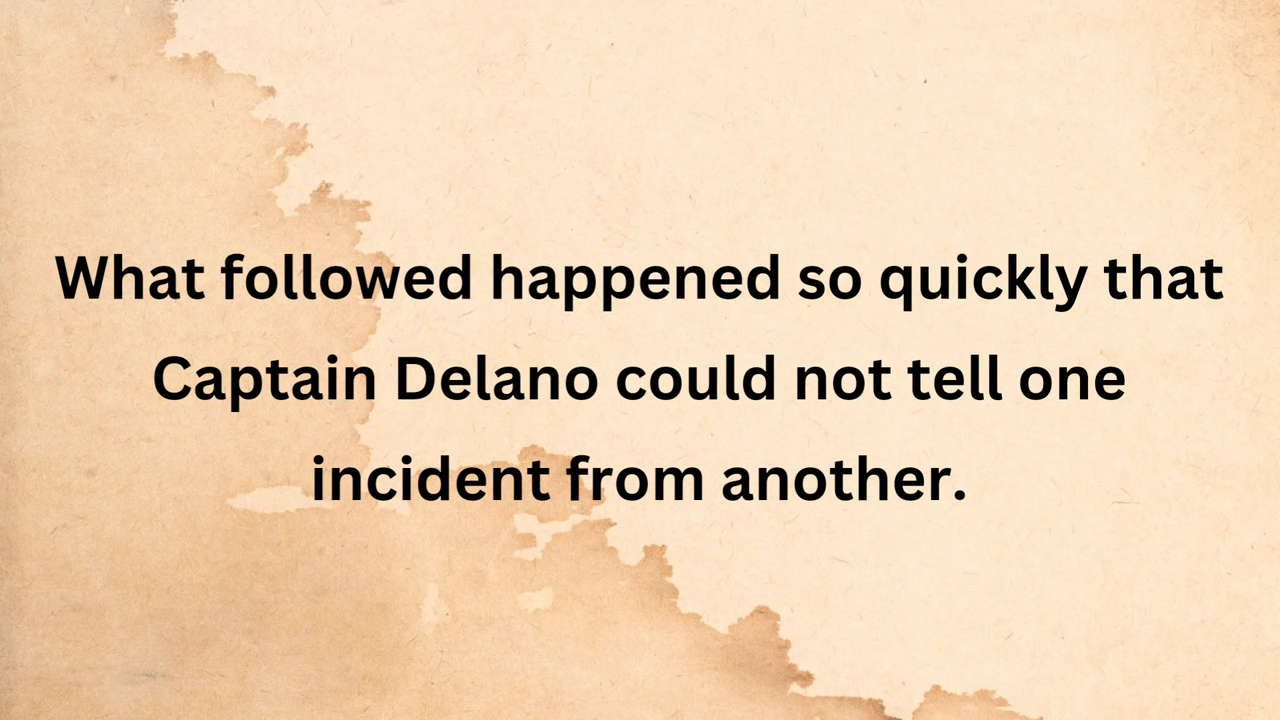 What followed happened so quickly that
Captain Delano could not tell one
incident from another.